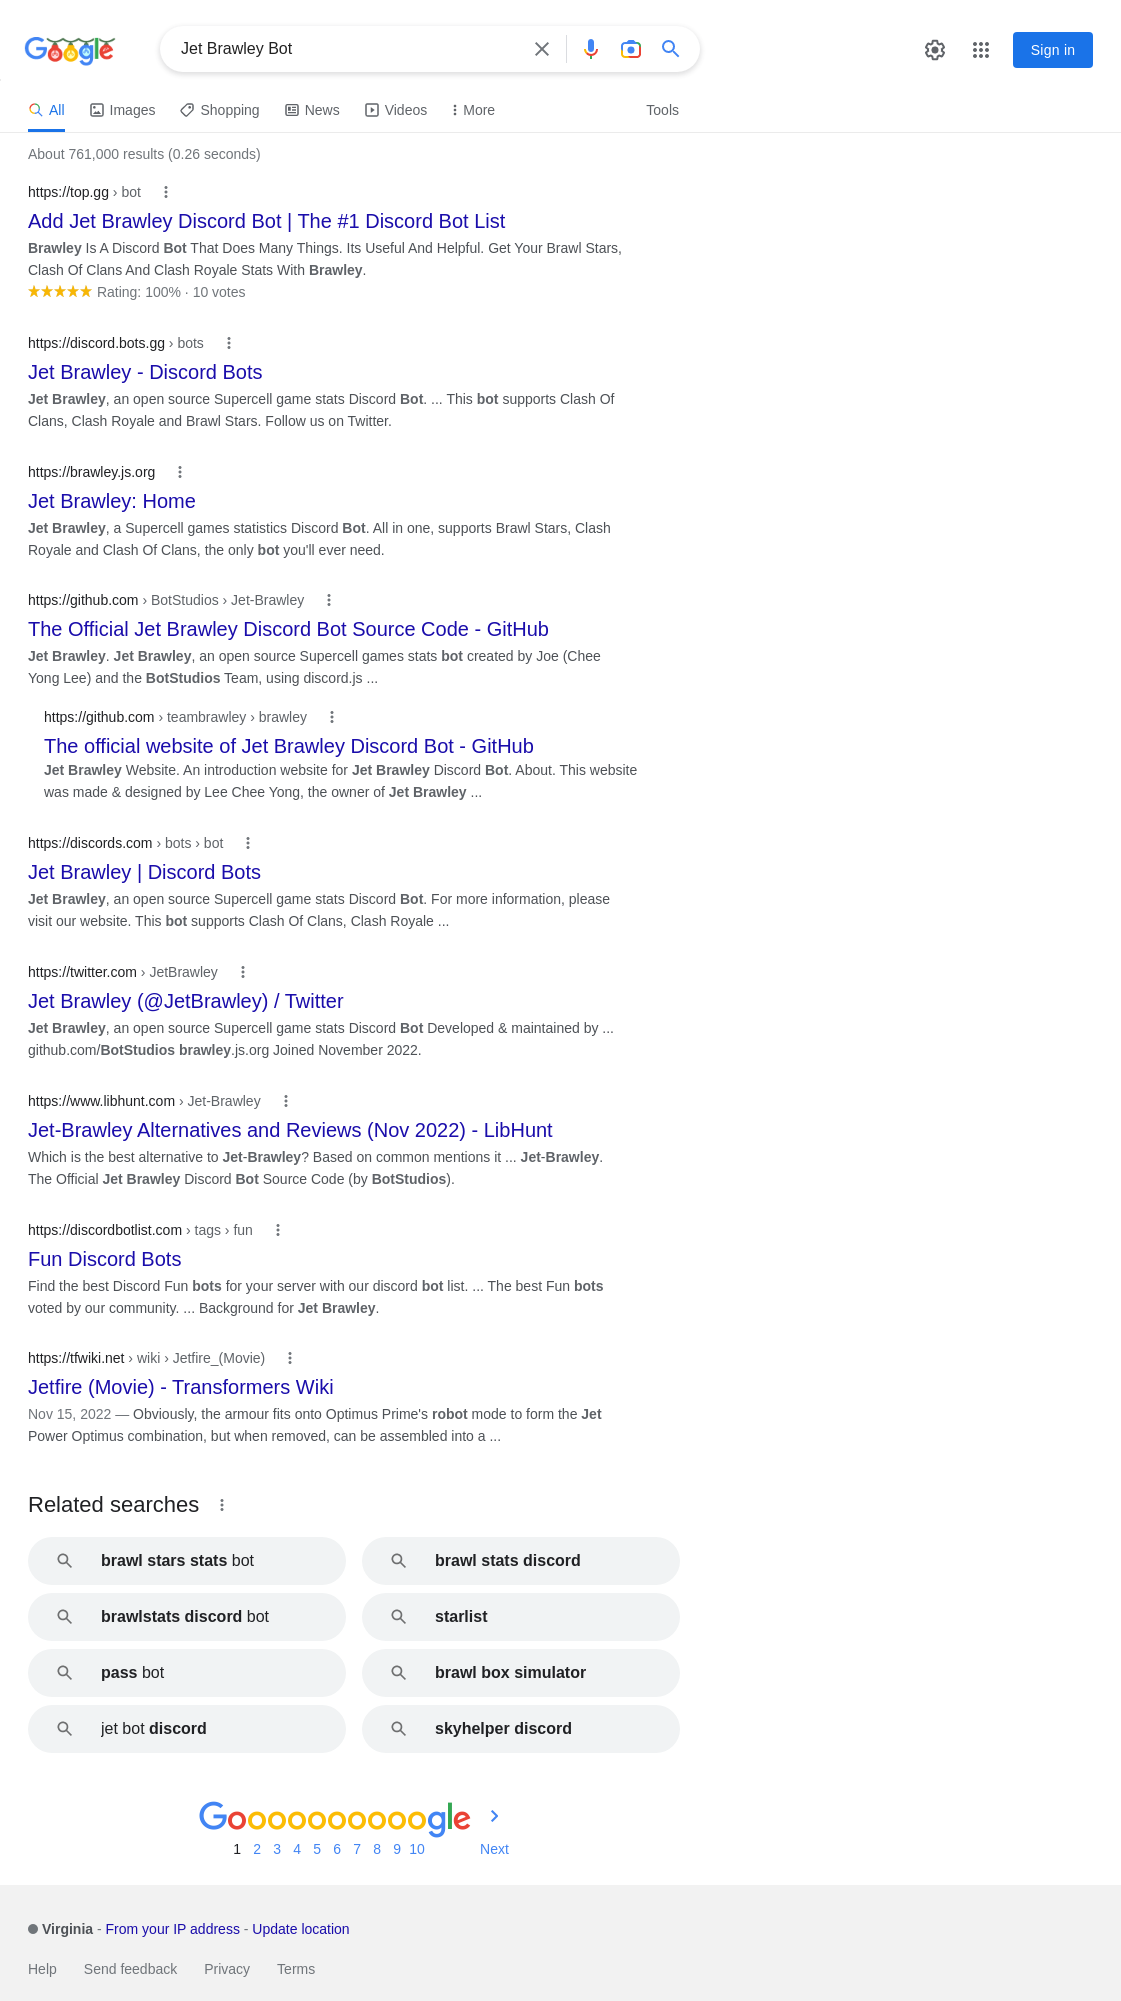 Google
Jet Brawley Bot
Sign in
All
Images
Shopping
News
Videos
More
Tools
About 761,000 results (0.26 seconds)
https://top.gg › bot
Add Jet Brawley Discord Bot | The #1 Discord Bot List
Brawley Is A Discord Bot That Does Many Things. Its Useful And Helpful. Get Your Brawl Stars,
Clash Of Clans And Clash Royale Stats With Brawley.
Rating: 100% · 10 votes
https://discord.bots.gg › bots
Jet Brawley - Discord Bots
Jet Brawley, an open source Supercell game stats Discord Bot. ... This bot supports Clash Of
Clans, Clash Royale and Brawl Stars. Follow us on Twitter.
https://brawley.js.org
Jet Brawley: Home
Jet Brawley, a Supercell games statistics Discord Bot. All in one, supports Brawl Stars, Clash
Royale and Clash Of Clans, the only bot you'll ever need.
https://github.com › BotStudios › Jet-Brawley
The Official Jet Brawley Discord Bot Source Code - GitHub
Jet Brawley. Jet Brawley, an open source Supercell games stats bot created by Joe (Chee
Yong Lee) and the BotStudios Team, using discord.js ...
https://github.com › teambrawley › brawley
The official website of Jet Brawley Discord Bot - GitHub
Jet Brawley Website. An introduction website for Jet Brawley Discord Bot. About. This website
was made & designed by Lee Chee Yong, the owner of Jet Brawley ...
https://discords.com › bots › bot
Jet Brawley | Discord Bots
Jet Brawley, an open source Supercell game stats Discord Bot. For more information, please
visit our website. This bot supports Clash Of Clans, Clash Royale ...
https://twitter.com › JetBrawley
Jet Brawley (@JetBrawley) / Twitter
Jet Brawley, an open source Supercell game stats Discord Bot Developed & maintained by ...
github.com/BotStudios brawley.js.org Joined November 2022.
https://www.libhunt.com › Jet-Brawley
Jet-Brawley Alternatives and Reviews (Nov 2022) - LibHunt
Which is the best alternative to Jet-Brawley? Based on common mentions it ... Jet-Brawley.
The Official Jet Brawley Discord Bot Source Code (by BotStudios).
https://discordbotlist.com › tags › fun
Fun Discord Bots
Find the best Discord Fun bots for your server with our discord bot list. ... The best Fun bots
voted by our community. ... Background for Jet Brawley.
https://tfwiki.net › wiki › Jetfire_(Movie)
Jetfire (Movie) - Transformers Wiki
Nov 15, 2022 — Obviously, the armour fits onto Optimus Prime's robot mode to form the Jet
Power Optimus combination, but when removed, can be assembled into a ...
Related searches
brawl stars stats bot
brawl stats discord
brawlstats discord bot
starlist
pass bot
brawl box simulator
jet bot discord
skyhelper discord
Goooooooooogle
1 2 3 4 5 6 7 8 9 10 Next
Virginia - From your IP address - Update location
Help Send feedback Privacy Terms